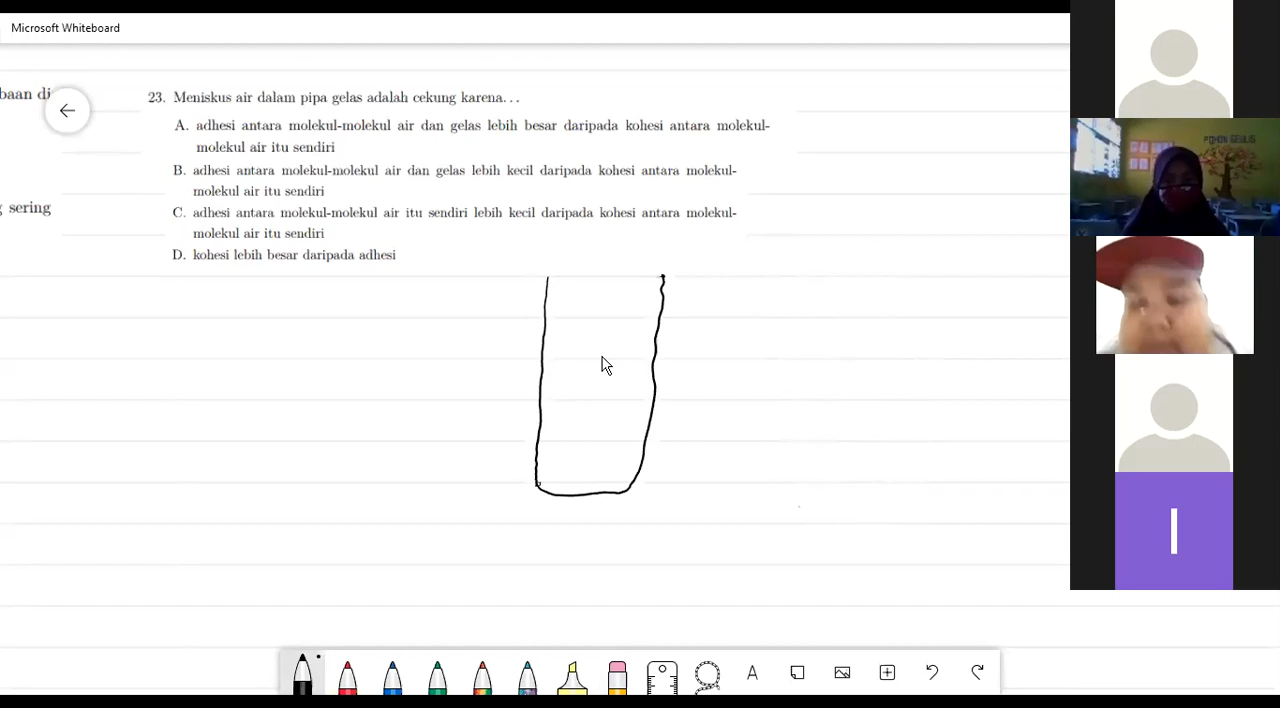 Microsoft Whiteboard
baan di
23. Meniskus air dalam pipa gelas adalah cekung karena...
A. adhesi antara molekul-molekul air dan gelas lebih besar daripada kohesi antara molekul-
molekul air itu sendiri
B. adhesi antara molekul-molekul air dan gelas lebih kecil daripada kohesi antara molekul-
molekul air itu sendiri
g sering
C. adhesi antara molekul-molekul air itu sendiri lebih kecil daripada kohesi antara molekul-
molekul air itu sendiri
D. kohesi lebih besar daripada adhesi
A
POHON GEULIS
I